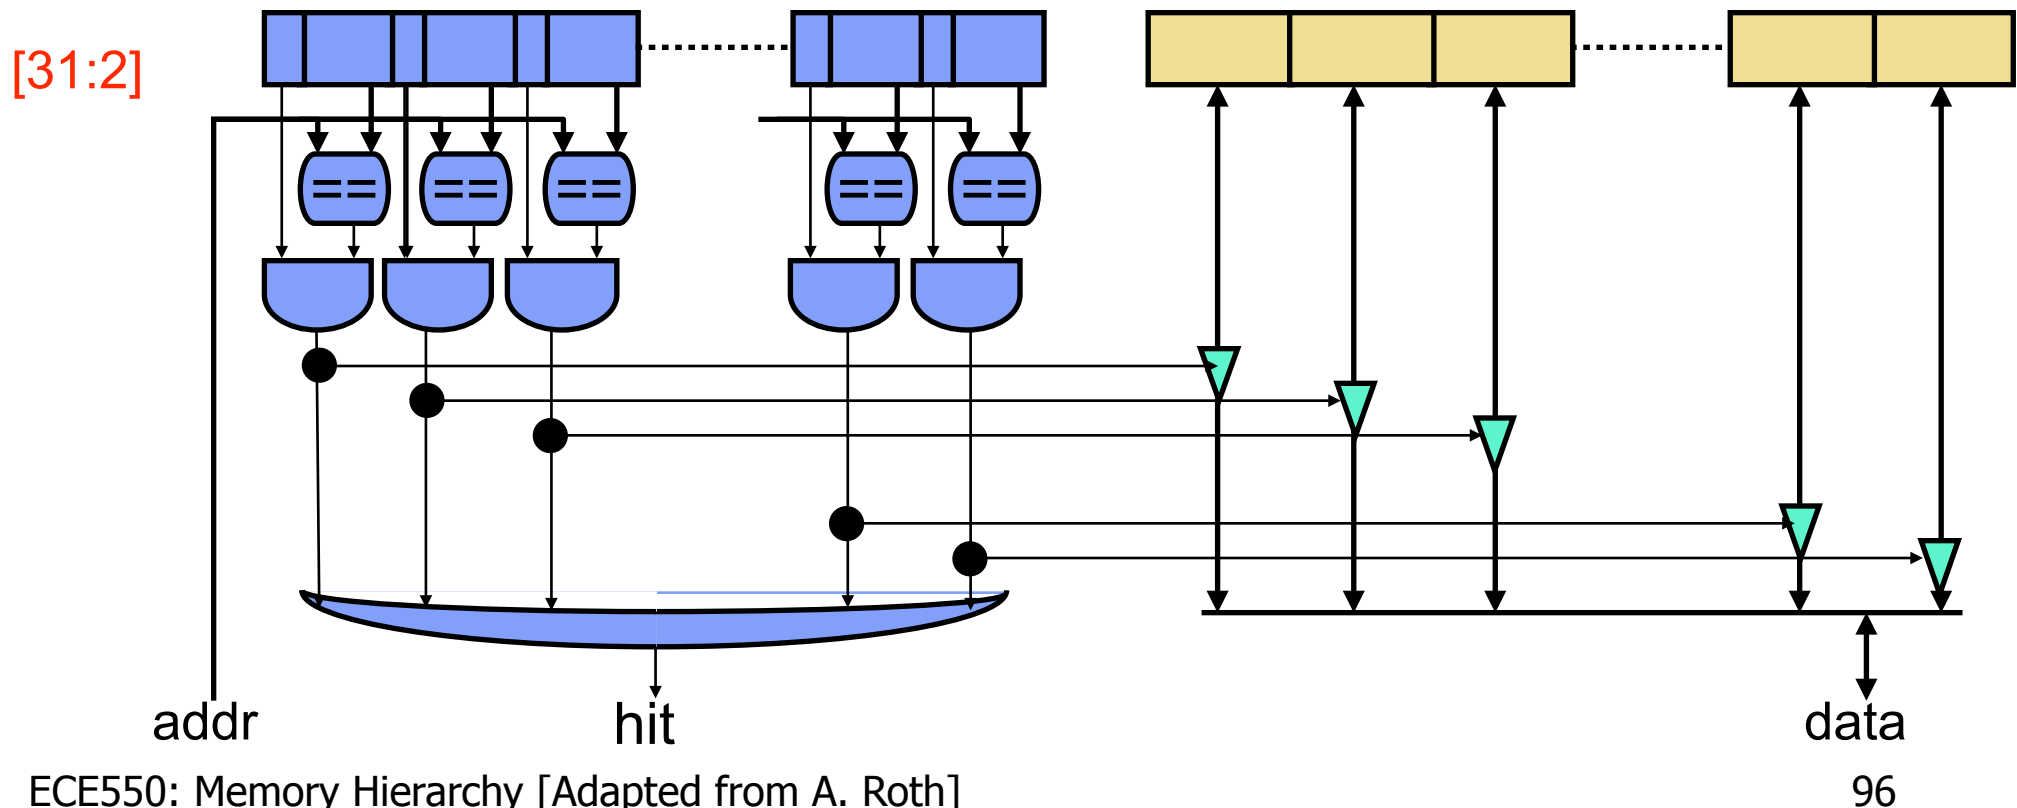 [31:2]
== == == == ==
addr hit data
ECE550: Memory Hierarchy [Adapted from A. Roth] 96